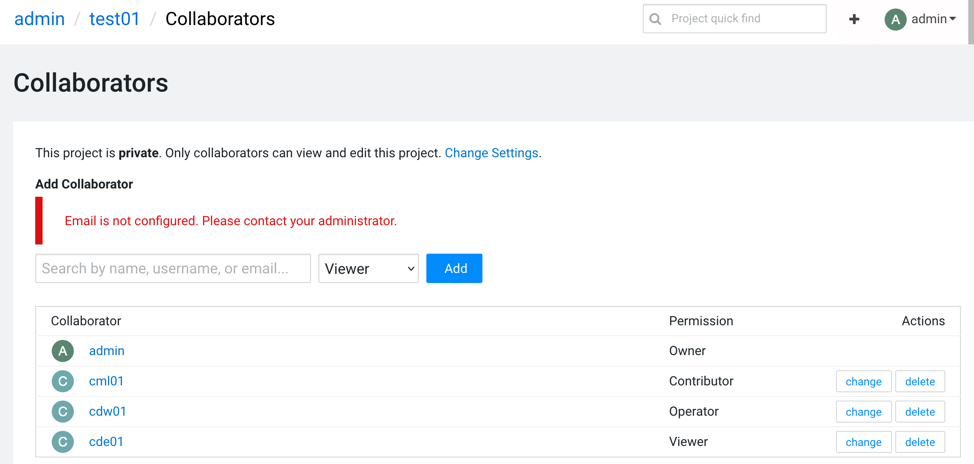 admin / test01 / Collaborators Project quick find + A admin
Collaborators
This project is private. Only collaborators can view and edit this project. Change Settings.
Add Collaborator
Email is not configured. Please contact your administrator.
Search by name, username, or email... Viewer Add
Collaborator Permission Actions
A admin Owner
C cml01 Contributor change delete
C cdw01 Operator change delete
C cde01 Viewer change delete